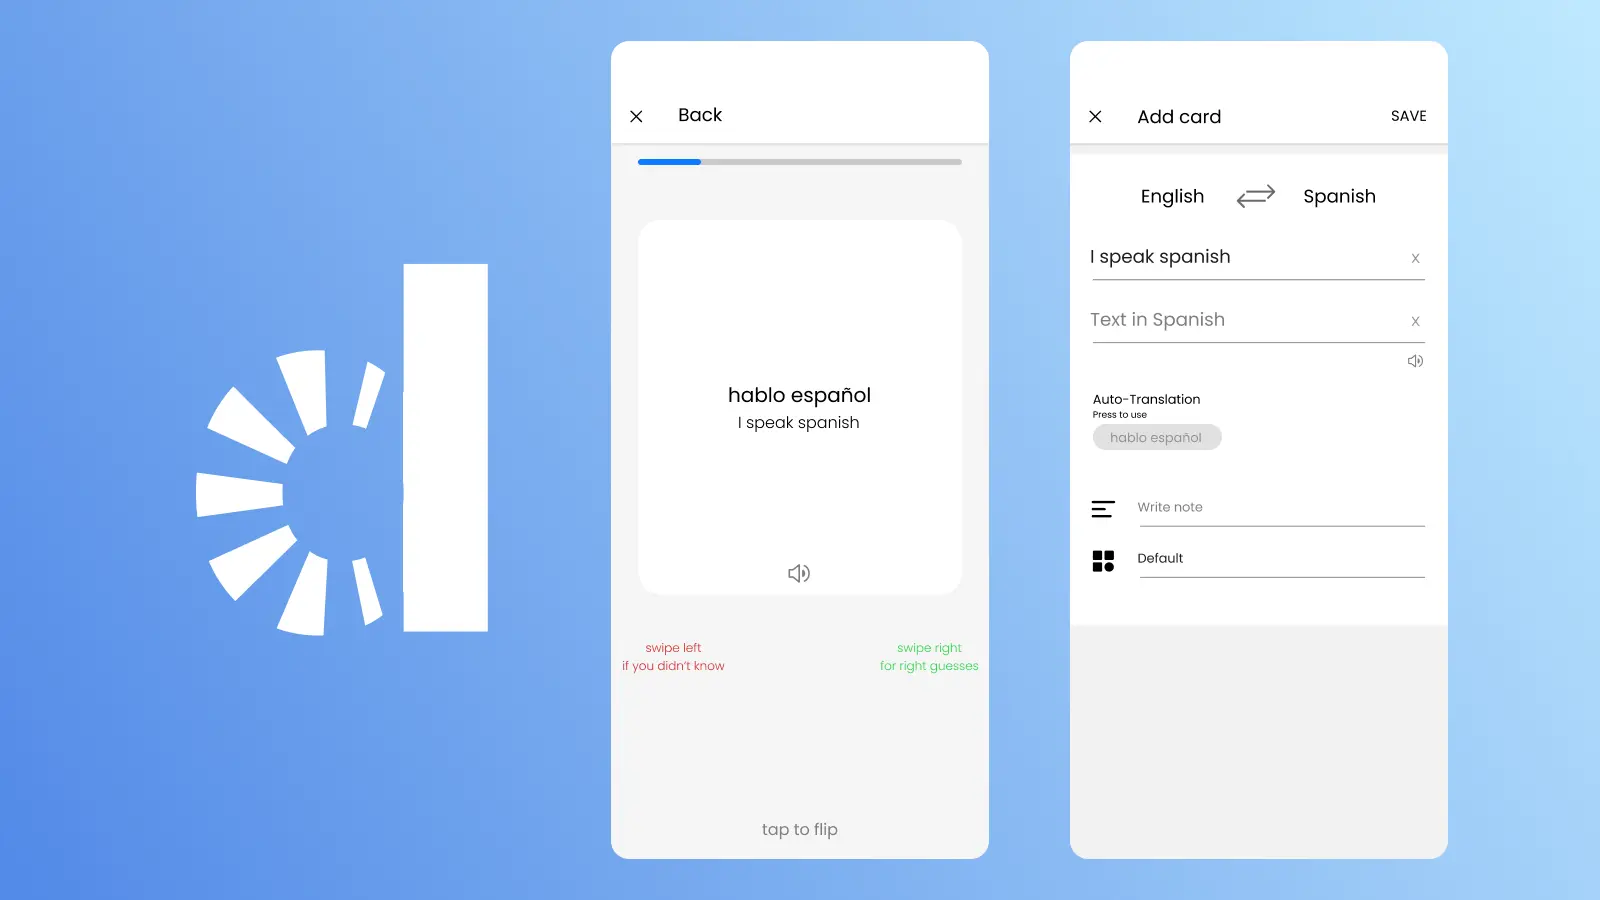 Back
hablo español
I speak spanish
swipe left
if you didn't know
swipe right
for right guesses
tap to flip
Add card
SAVE
English
Spanish
I speak spanish
x
Text in Spanish
x
Auto-Translation
Press to use
hablo español
Write note
Default